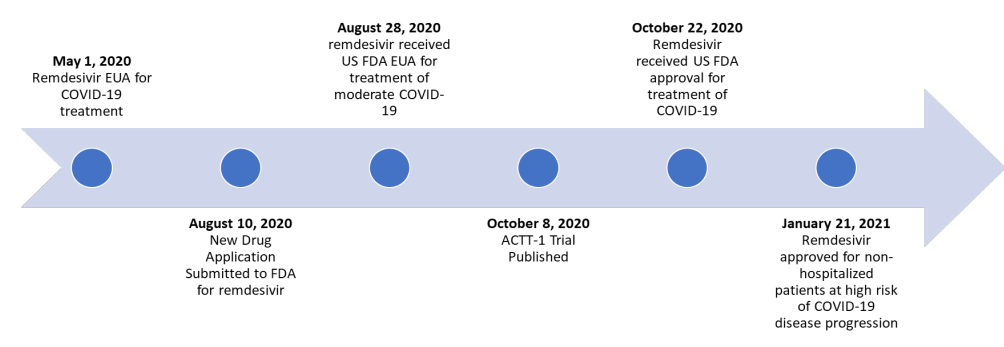 May 1, 2020
Remdesivir EUA for
COVID-19
treatment
August 10, 2020
New Drug
Application
Submitted to FDA
for remdesivir
August 28, 2020
remdesivir received
US FDA EUA for
treatment of
moderate COVID-
19
October 8, 2020
ACTT-1 Trial
Published
October 22, 2020
Remdesivir
received US FDA
approval for
treatment of
COVID-19
January 21, 2021
Remdesivir
approved for non-
hospitalized
patients at high risk
of COVID-19
disease progression